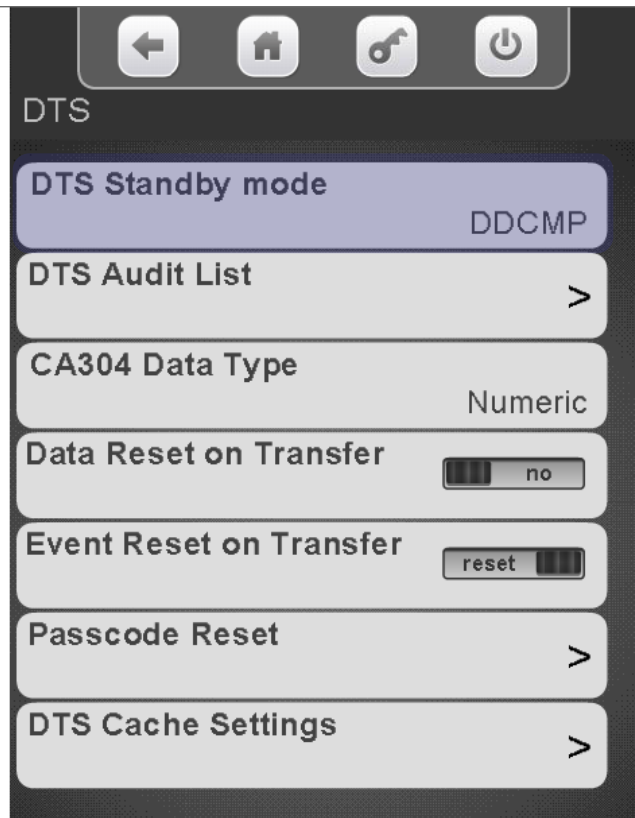 DTS
DTS Standby mode
DDCMP
DTS Audit List
>
CA304 Data Type
Numeric
Data Reset on Transfer
no
Event Reset on Transfer
reset
Passcode Reset
>
DTS Cache Settings
>